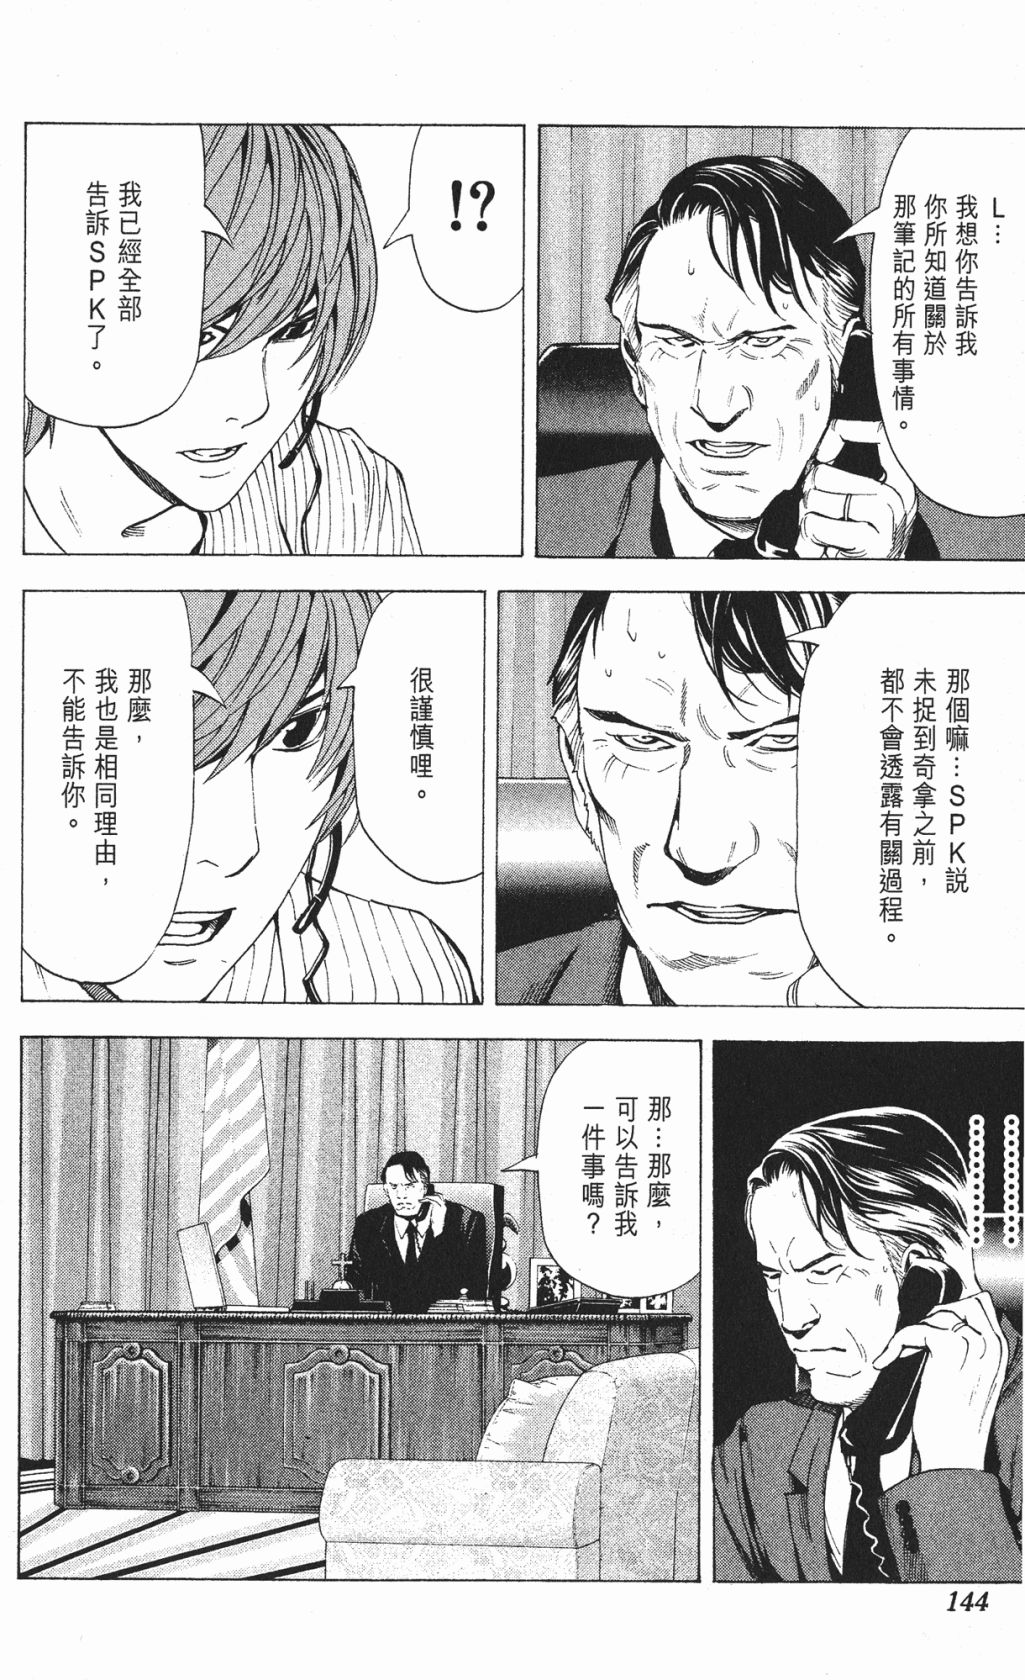 L…
我想你告訴我
你所知道關於
那筆記的所有事情。
!?
我已經全部
告訴SPK了。
那個嘛…SPK説
未捉到奇拿之前，
都不會透露有關過程。
很謹慎哩。
那麼，
我也是相同理由，
不能告訴你。
那…那麼，
可以告訴我
一件事嗎？
144